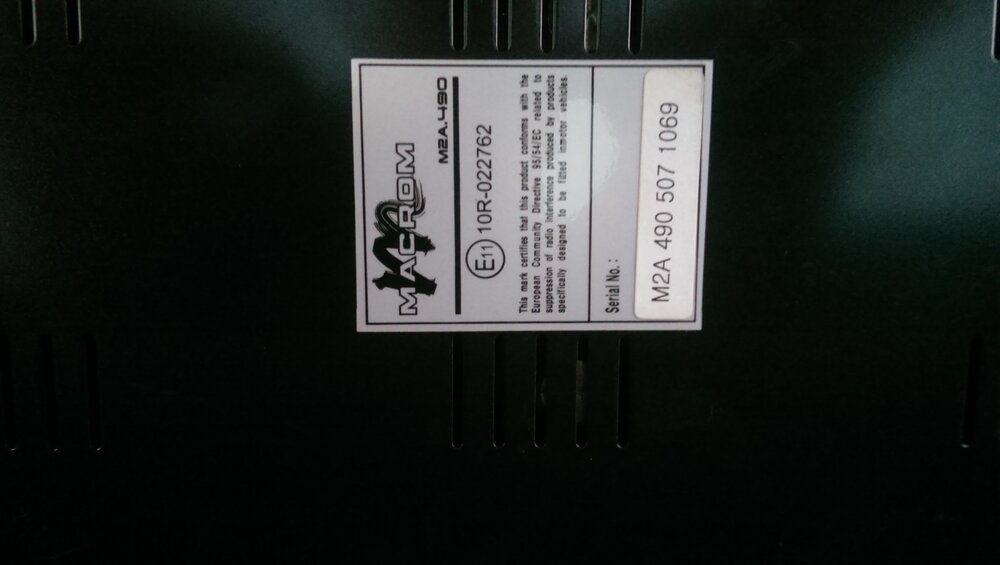 MACROM
M2A.490
E11 10R-022762
This mark certifies that this product conforms with the
European Community Directive 95/54/EC related to
suppression of radio interference produced by products
specifically designed to be fitted inmotor vehicles.
Serial No. :
M2A 490 507 1069